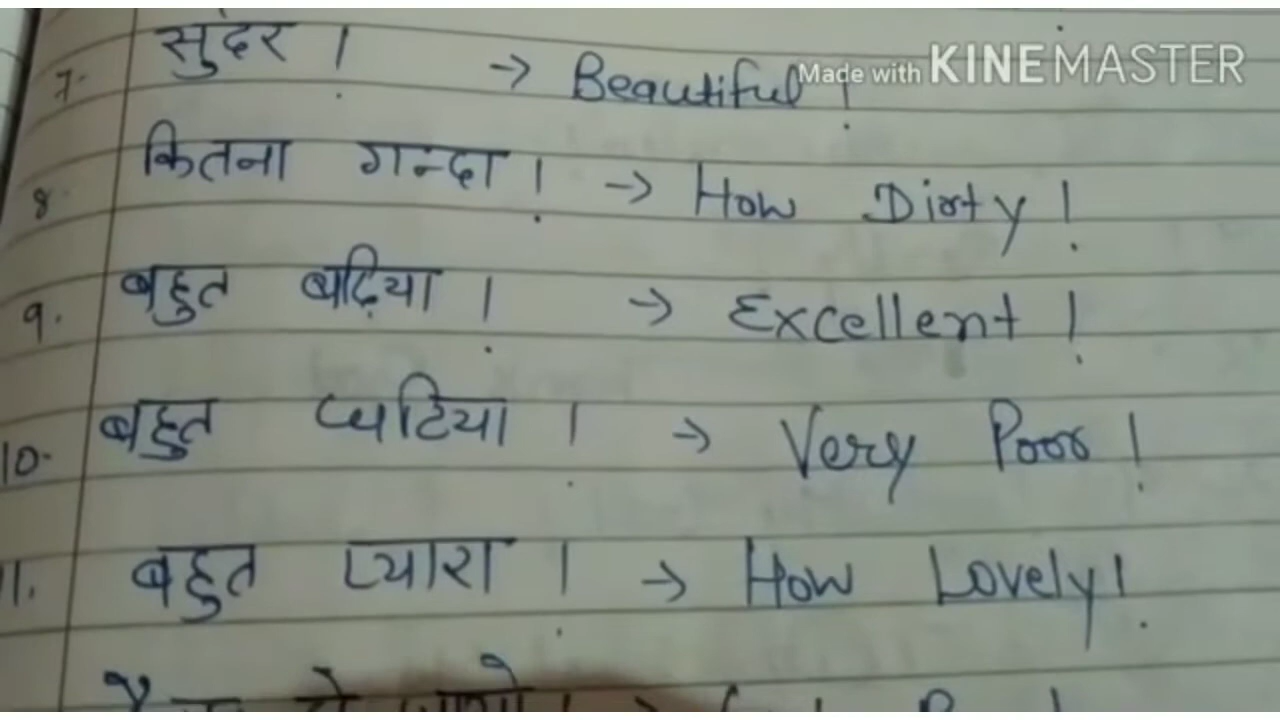 7. सुंदर ! → Beautiful !
Made with KINEMASTER
8. कितना गन्दा ! → How Dirty !
9. बहुत बढ़िया ! → Excellent !
10. बहुत घटिया ! → Very Poor !
11. बहुत प्यारा ! → How Lovely !